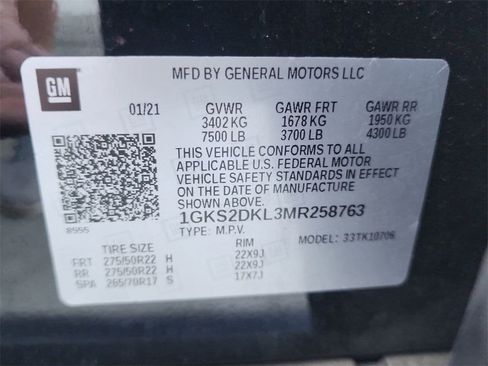 GM
MFD BY GENERAL MOTORS LLC
01/21 GVWR GAWR FRT GAWR RR
3402 KG 1678 KG 1950 KG
7500 LB 3700 LB 4300 LB
THIS VEHICLE CONFORMS TO ALL
APPLICABLE U.S. FEDERAL MOTOR
VEHICLE SAFETY STANDARDS IN EFFECT
ON THE DATE OF MANUFACTURE
SHOWN ABOVE.
1GKS2DKL3MR258763
8995
TYPE: M.P.V. MODEL: 33TK10706
TIRE SIZE RIM
FRT 275/50R22 H 22X9J
RR 275/50R22 H 22X9J
SPA 265/70R17 S 17X7J